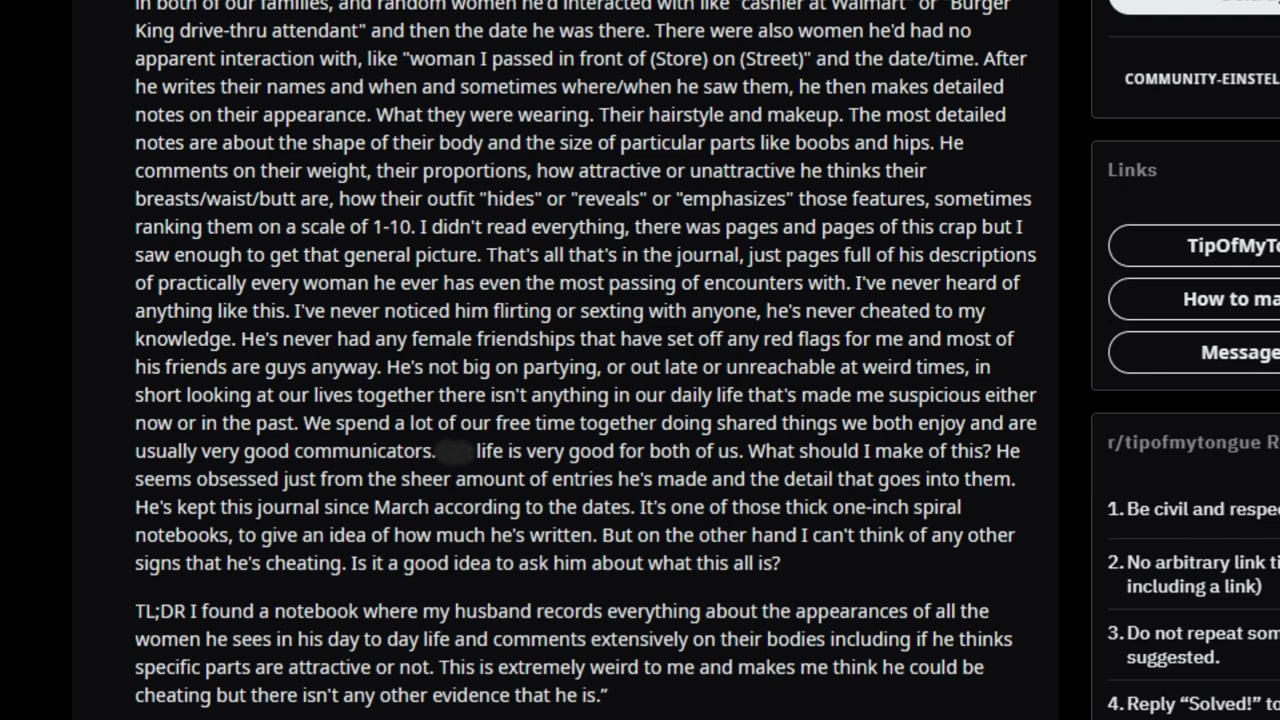 in both of our families, and random women he'd interacted with like "cashier at Walmart" or "Burger
King drive-thru attendant" and then the date he was there. There were also women he'd had no
apparent interaction with, like "woman I passed in front of (Store) on (Street)" and the date/time. After
he writes their names and when and sometimes where/when he saw them, he then makes detailed
notes on their appearance. What they were wearing. Their hairstyle and makeup. The most detailed
notes are about the shape of their body and the size of particular parts like boobs and hips. He
comments on their weight, their proportions, how attractive or unattractive he thinks their
breasts/waist/butt are, how their outfit "hides" or "reveals" or "emphasizes" those features, sometimes
ranking them on a scale of 1-10. I didn't read everything, there was pages and pages of this crap but I
saw enough to get that general picture. That's all that's in the journal, just pages full of his descriptions
of practically every woman he ever has even the most passing of encounters with. I've never heard of
anything like this. I've never noticed him flirting or sexting with anyone, he's never cheated to my
knowledge. He's never had any female friendships that have set off any red flags for me and most of
his friends are guys anyway. He's not big on partying, or out late or unreachable at weird times, in
short looking at our lives together there isn't anything in our daily life that's made me suspicious either
now or in the past. We spend a lot of our free time together doing shared things we both enjoy and are
usually very good communicators. life is very good for both of us. What should I make of this? He
seems obsessed just from the sheer amount of entries he's made and the detail that goes into them.
He's kept this journal since March according to the dates. It's one of those thick one-inch spiral
notebooks, to give an idea of how much he's written. But on the other hand I can't think of any other
signs that he's cheating. Is it a good idea to ask him about what this all is?
TL;DR I found a notebook where my husband records everything about the appearances of all the
women he sees in his day to day life and comments extensively on their bodies including if he thinks
specific parts are attractive or not. This is extremely weird to me and makes me think he could be
cheating but there isn't any other evidence that he is.”
COMMUNITY-EINSTEL
Links
TipOfMyTo
How to ma
Message
r/tipofmytongue R
1. Be civil and respe
2. No arbitrary link ti
including a link)
3. Do not repeat som
suggested.
4. Reply “Solved!” to